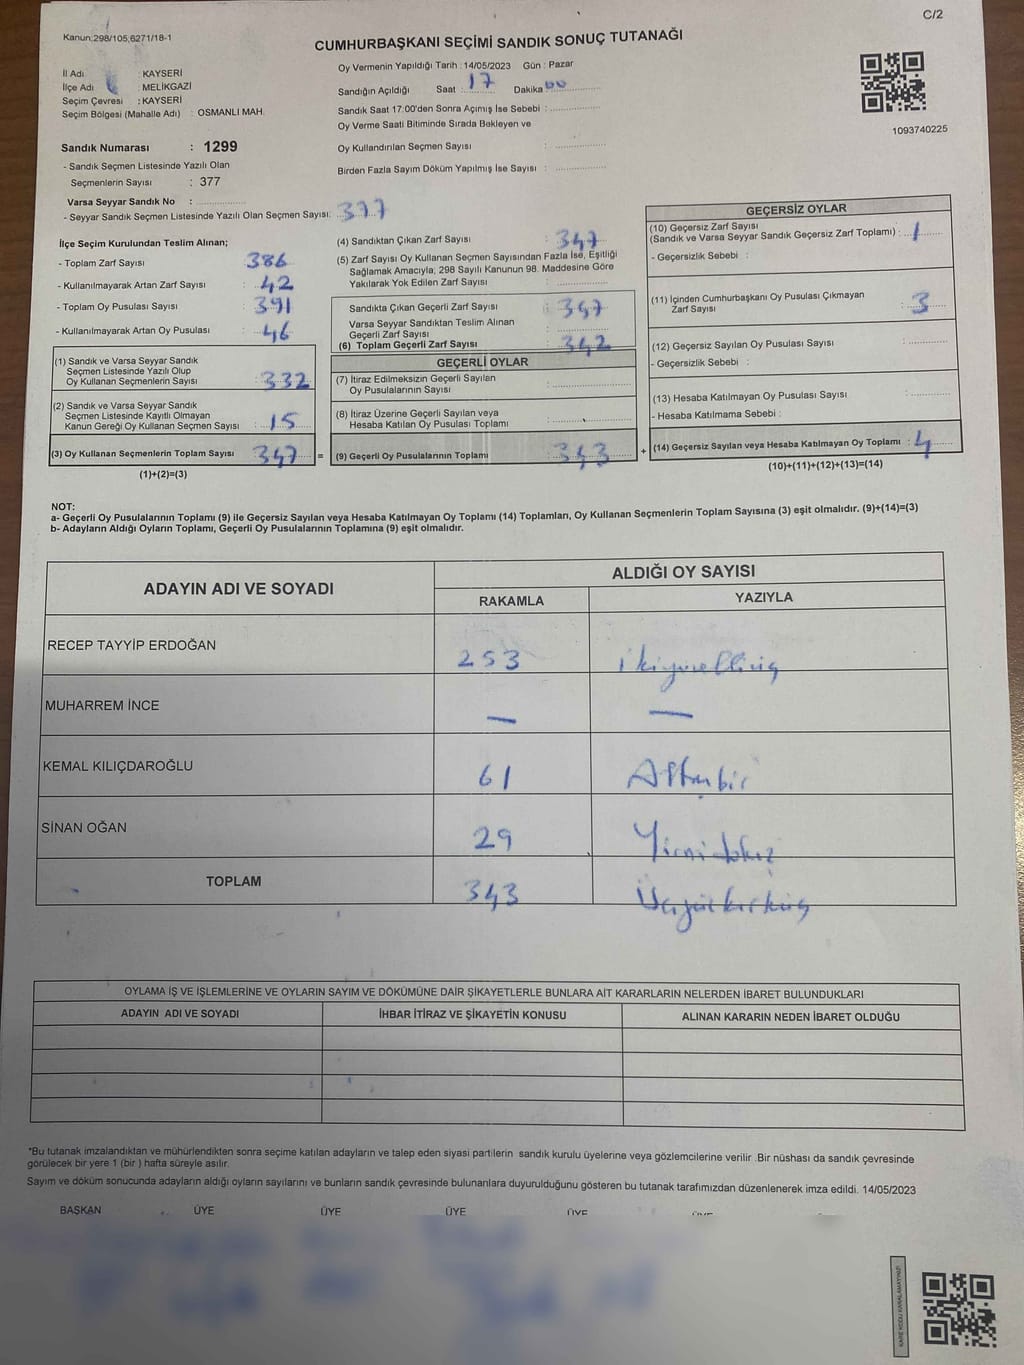 C/2
Kanun:298/105;6271/18-1
CUMHURBAŞKANI SEÇİMİ SANDIK SONUÇ TUTANAĞI
İl Adı : KAYSERİ
İlçe Adı : MELİKGAZİ
Seçim Çevresi : KAYSERİ
Seçim Bölgesi (Mahalle Adı) : OSMANLI MAH.
Oy Vermenin Yapıldığı Tarih : 14/05/2023 Gün : Pazar
Sandığın Açıldığı Saat 17 Dakika 00
Sandık Saat 17:00'den Sonra Açımış İse Sebebi :
Oy Verme Saati Bitiminde Sırada Bekleyen ve
Oy Kullandırılan Seçmen Sayısı :
Birden Fazla Sayım Döküm Yapılmış İse Sayısı :
1093740225
Sandık Numarası : 1299
- Sandık Seçmen Listesinde Yazılı Olan
Seçmenlerin Sayısı : 377
Varsa Seyyar Sandık No :
- Seyyar Sandık Seçmen Listesinde Yazılı Olan Seçmen Sayısı: 377
İlçe Seçim Kurulundan Teslim Alınan;
- Toplam Zarf Sayısı : 386
- Kullanılmayarak Artan Zarf Sayısı : 42
- Toplam Oy Pusulası Sayısı : 391
- Kullanılmayarak Artan Oy Pusulası : 46
(1) Sandık ve Varsa Seyyar Sandık
Seçmen Listesinde Yazılı Olup
Oy Kullanan Seçmenlerin Sayısı : 332
(2) Sandık ve Varsa Seyyar Sandık
Seçmen Listesinde Kayıtlı Olmayan
Kanun Gereği Oy Kullanan Seçmen Sayısı : 15
(3) Oy Kullanan Seçmenlerin Toplam Sayısı 347 =
(1)+(2)=(3)
(4) Sandıktan Çıkan Zarf Sayısı : 347
(5) Zarf Sayısı Oy Kullanan Seçmen Sayısından Fazla İse, Eşitliği
Sağlamak Amacıyla, 298 Sayılı Kanunun 98. Maddesine Göre
Yakılarak Yok Edilen Zarf Sayısı :
Sandıkta Çıkan Geçerli Zarf Sayısı : 347
Varsa Seyyar Sandıktan Teslim Alınan
Geçerli Zarf Sayısı :
(6) Toplam Geçerli Zarf Sayısı : 342
GEÇERLİ OYLAR
(7) İtiraz Edilmeksizin Geçerli Sayılan
Oy Pusulalarının Sayısı :
(8) İtiraz Üzerine Geçerli Sayılan veya
Hesaba Katılan Oy Pusulası Toplamı :
(9) Geçerli Oy Pusulalarının Toplamı : 343 +
GEÇERSİZ OYLAR
(10) Geçersiz Zarf Sayısı
(Sandık ve Varsa Seyyar Sandık Geçersiz Zarf Toplamı) : 1
- Geçersizlik Sebebi :
(11) İçinden Cumhurbaşkanı Oy Pusulası Çıkmayan
Zarf Sayısı : 3
(12) Geçersiz Sayılan Oy Pusulası Sayısı :
- Geçersizlik Sebebi :
(13) Hesaba Katılmayan Oy Pusulası Sayısı :
- Hesaba Katılmama Sebebi :
(14) Geçersiz Sayılan veya Hesaba Katılmayan Oy Toplamı : 4
(10)+(11)+(12)+(13)=(14)
NOT:
a- Geçerli Oy Pusulalarının Toplamı (9) ile Geçersiz Sayılan veya Hesaba Katılmayan Oy Toplamı (14) Toplamları, Oy Kullanan Seçmenlerin Toplam Sayısına (3) eşit olmalıdır. (9)+(14)=(3)
b- Adayların Aldığı Oyların Toplamı, Geçerli Oy Pusulalarının Toplamına (9) eşit olmalıdır.
ADAYIN ADI VE SOYADI ALDIĞI OY SAYISI
RAKAMLA YAZIYLA
RECEP TAYYİP ERDOĞAN 253 ikiyüzelliüç
MUHARREM İNCE — —
KEMAL KILIÇDAROĞLU 61 Altmışbir
SİNAN OĞAN 29 Yirmidokuz
TOPLAM 343 Üçyüzkırküç
OYLAMA İŞ VE İŞLEMLERİNE VE OYLARIN SAYIM VE DÖKÜMÜNE DAİR ŞİKAYETLERLE BUNLARA AİT KARARLARIN NELERDEN İBARET BULUNDUKLARI
ADAYIN ADI VE SOYADI İHBAR İTİRAZ VE ŞİKAYETİN KONUSU ALINAN KARARIN NEDEN İBARET OLDUĞU
*Bu tutanak imzalandıktan ve mühürlendikten sonra seçime katılan adayların ve talep eden siyasi partilerin sandık kurulu üyelerine veya gözlemcilerine verilir .Bir nüshası da sandık çevresinde
görülecek bir yere 1 (bir ) hafta süreyle asılır.
Sayım ve döküm sonucunda adayların aldığı oyların sayılarını ve bunların sandık çevresinde bulunanlara duyurulduğunu gösteren bu tutanak tarafımızdan düzenlenerek imza edildi. 14/05/2023
BAŞKAN ÜYE ÜYE ÜYE ÜYE
KARE KODU KARALAMAYINIZ!